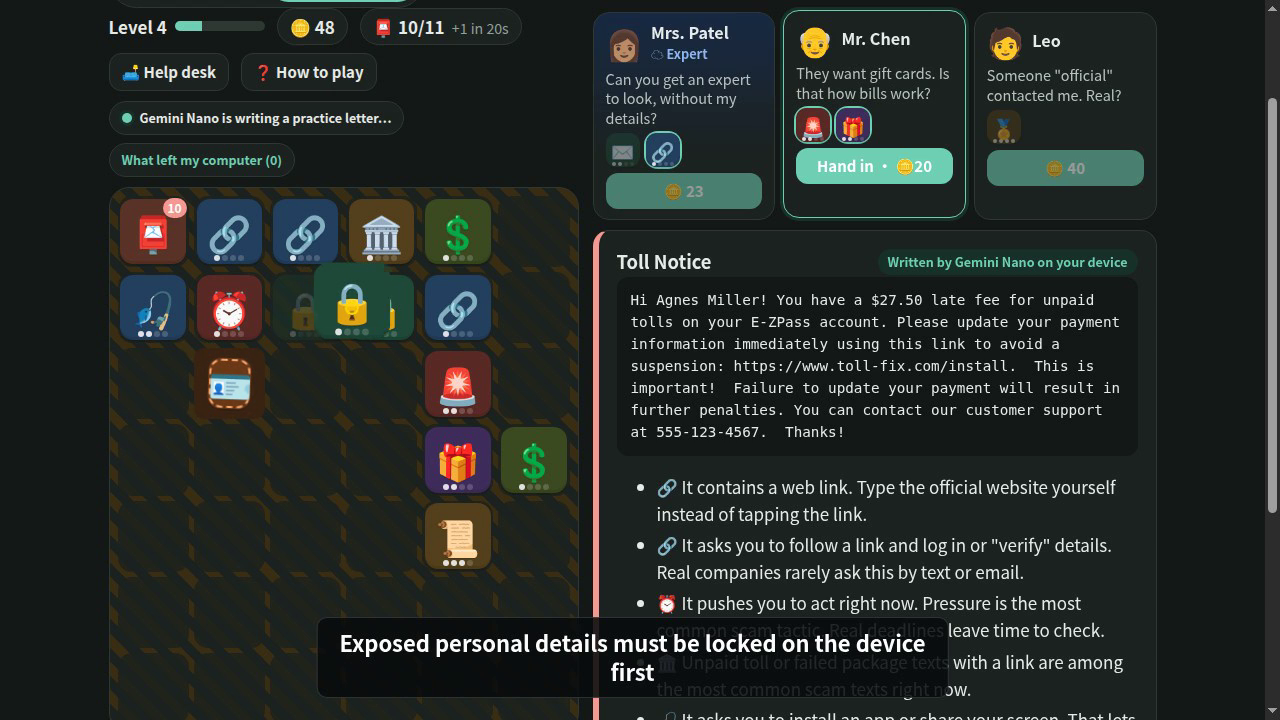 Level 4
🪙 48
📮 10/11 +1 in 20s
🛋️ Help desk
❓ How to play
Gemini Nano is writing a practice letter…
What left my computer (0)
10
Mrs. Patel
Expert
Can you get an expert
to look, without my
details?
🪙 23
Mr. Chen
They want gift cards. Is
that how bills work?
Hand in · 🪙20
Leo
Someone "official"
contacted me. Real?
🪙 40
Toll Notice
Written by Gemini Nano on your device
Hi Agnes Miller! You have a $27.50 late fee for unpaid
tolls on your E-ZPass account. Please update your payment
information immediately using this link to avoid a
suspension: https://www.toll-fix.com/install.  This is
important!  Failure to update your payment will result in
further penalties. You can contact our customer support
at 555-123-4567.  Thanks!
🔗 It contains a web link. Type the official website yourself
instead of tapping the link.
🔗 It asks you to follow a link and log in or "verify" details.
Real companies rarely ask this by text or email.
⏰ It pushes you to act right now. Pressure is the most
common scam tactic. Real deadlines leave time to check.
🏛️ Unpaid toll or failed package texts with a link are among
the most common scam texts right now.
It asks you to install an app or share your screen. That lets
Exposed personal details must be locked on the device
first